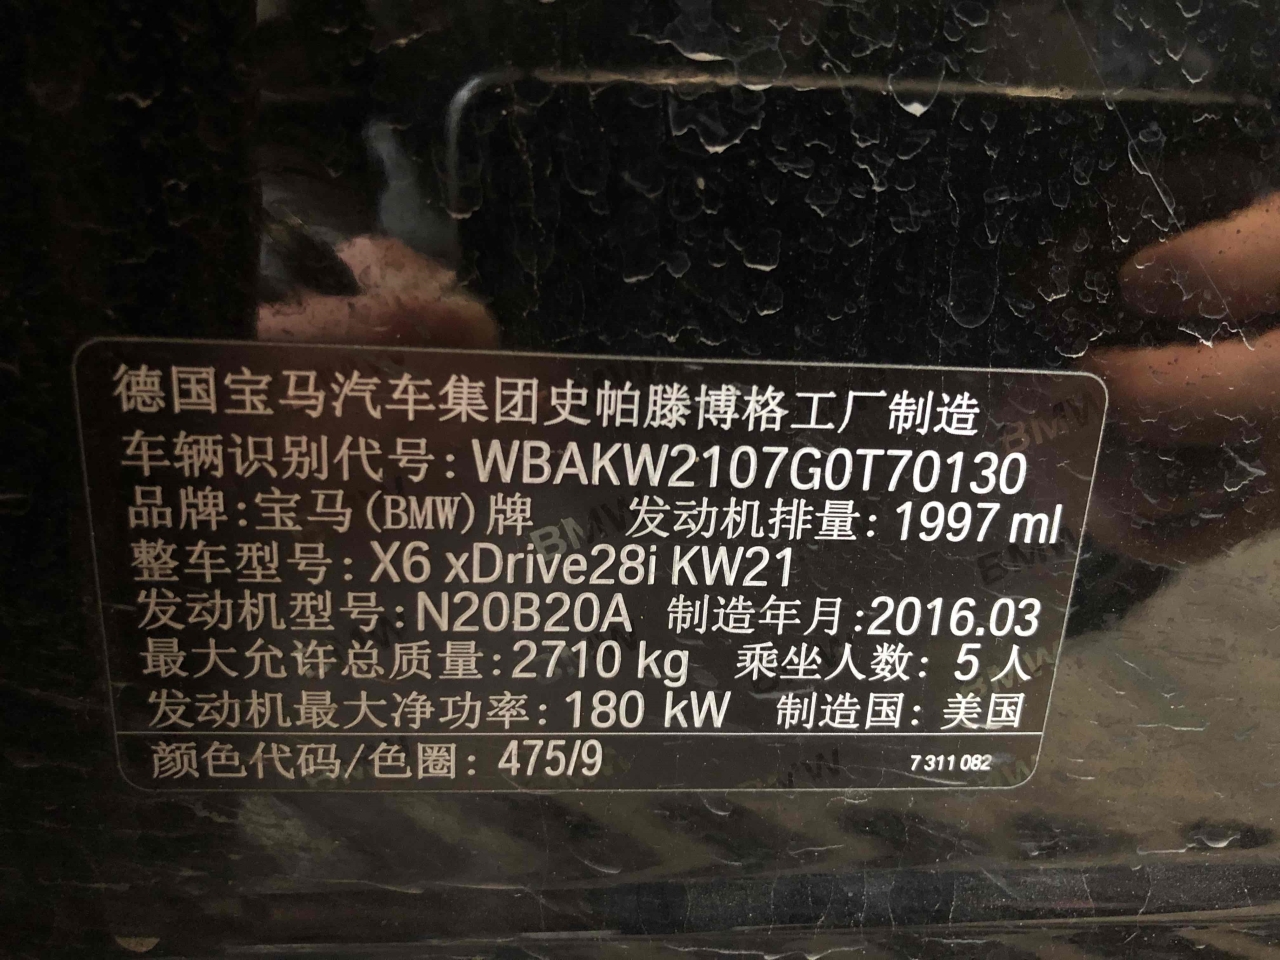 德国宝马汽车集团史帕滕博格工厂制造
车辆识别代号：WBAKW2107G0T70130
品牌：宝马(BMW)牌 发动机排量：1997 ml
整车型号：X6 xDrive28i KW21
发动机型号：N20B20A 制造年月：2016.03
最大允许总质量：2710 kg 乘坐人数：5 人
发动机最大净功率：180 kW 制造国：美国
颜色代码/色圈：475/9 7 311 082